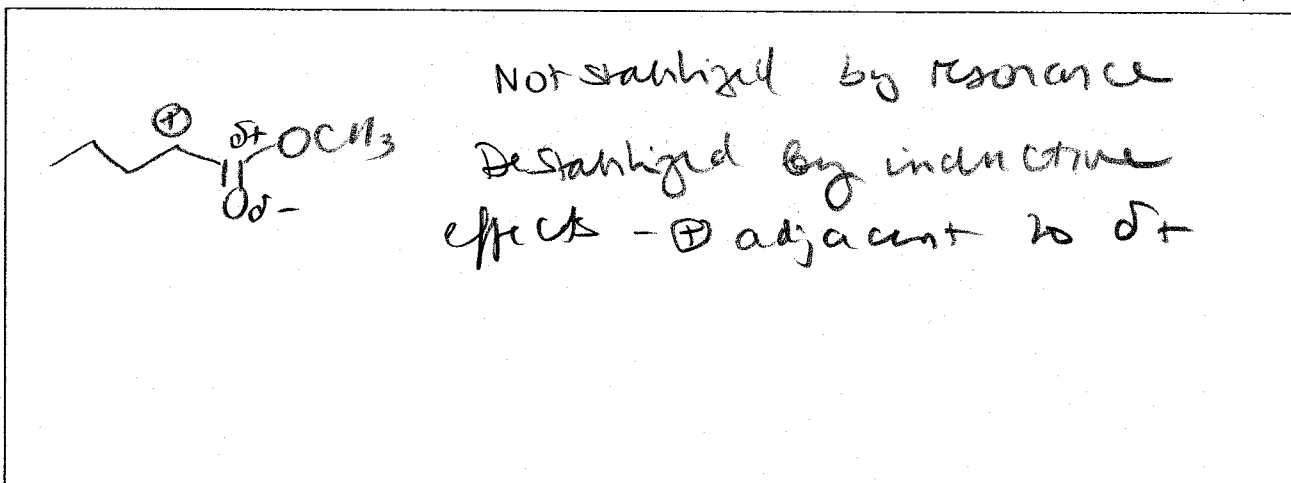 Not stabilized by resonance
⊕ δ+ OCH3
Destabilized by inductive
O δ-
effects - ⊕ adjacent to δ+